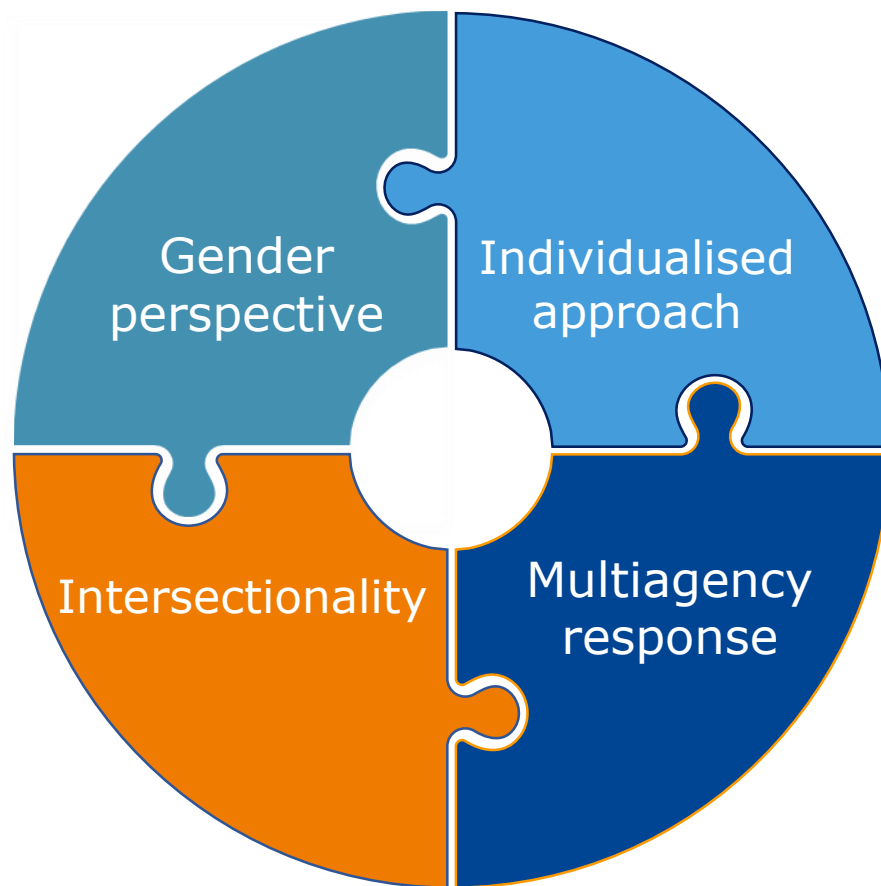 Gender
perspective
Individualised
approach
Intersectionality
Multiagency
response